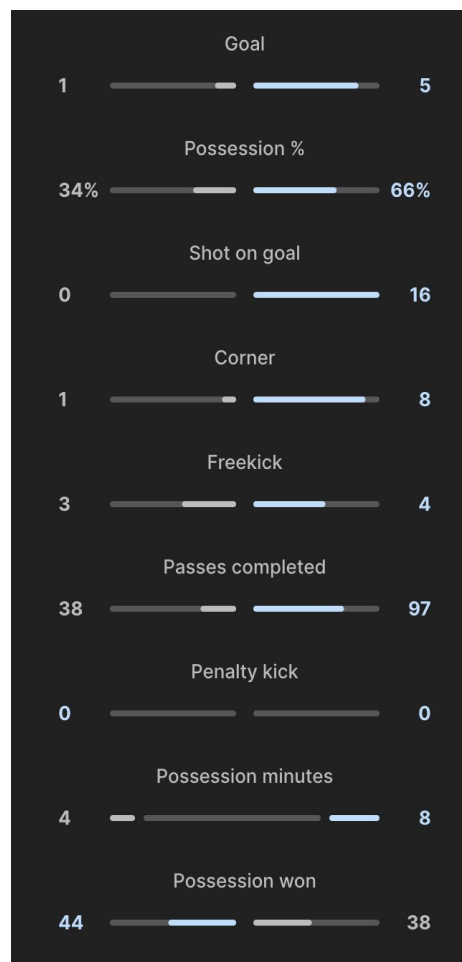 Goal
1 5
Possession %
34% 66%
Shot on goal
0 16
Corner
1 8
Freekick
3 4
Passes completed
38 97
Penalty kick
0 0
Possession minutes
4 8
Possession won
44 38